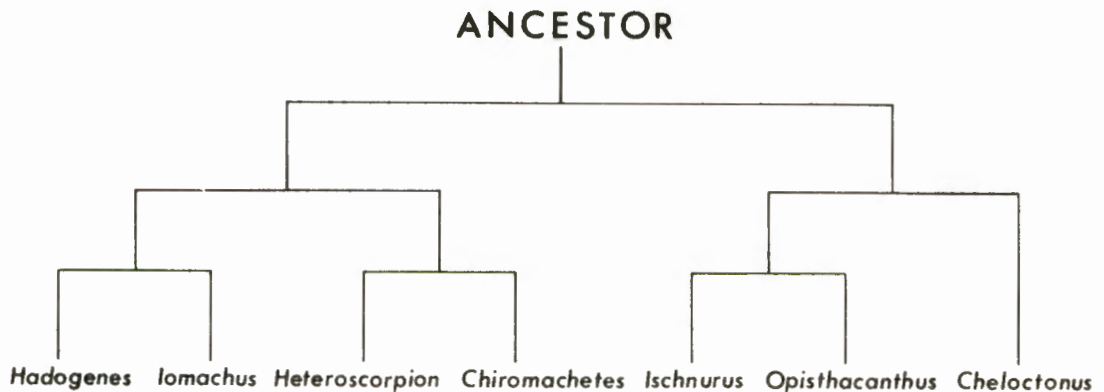 ANCESTOR
Hadogenes Iomachus Heteroscorpion Chiromachetes Ischnurus Opisthacanthus Cheloctonus